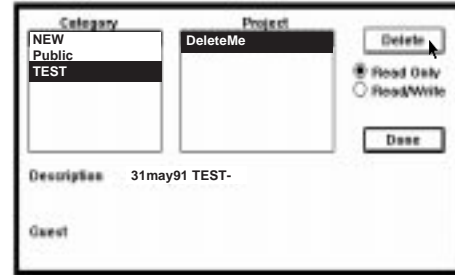 Category Project
NEW DeleteMe Delete
Public
TEST Read Only
Read/Write
Done
Description 31may91 TEST-
Guest